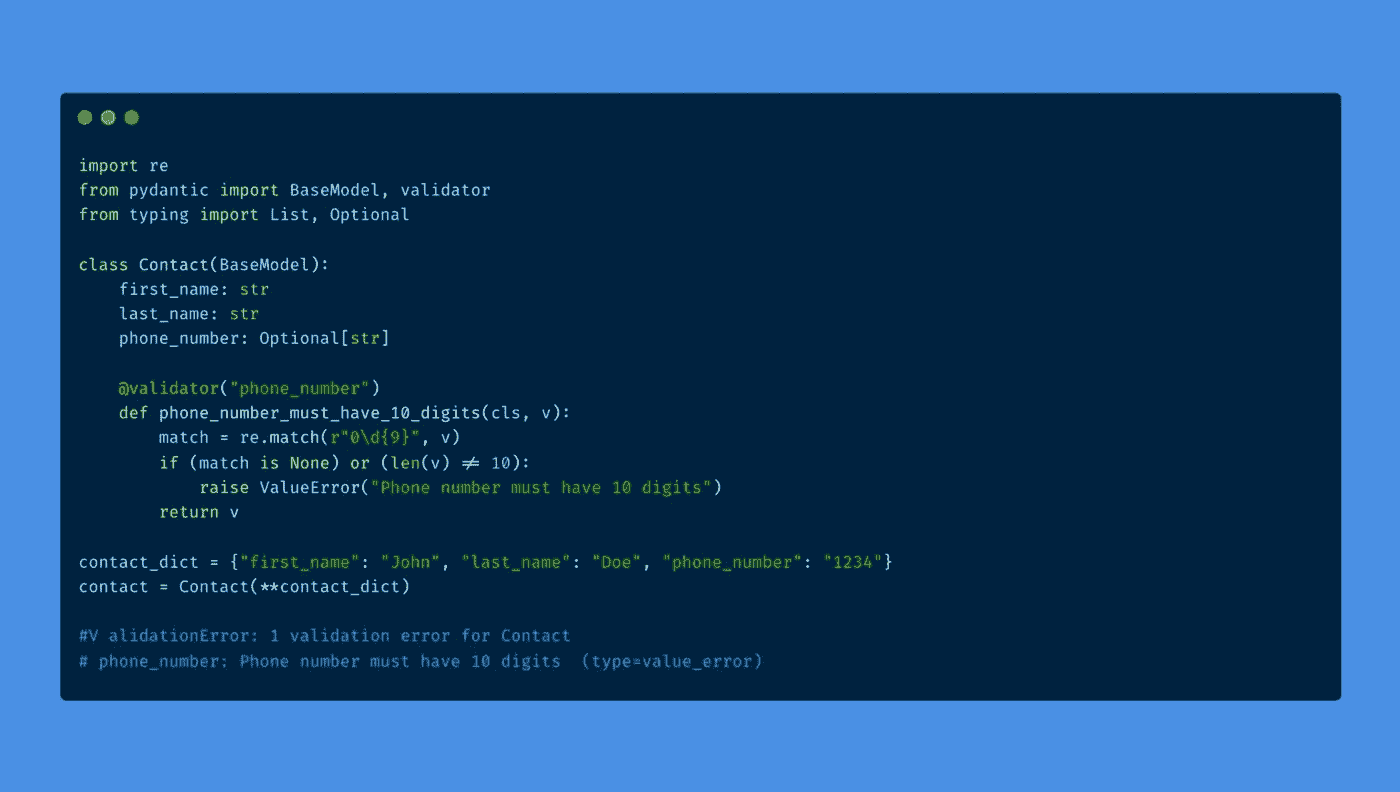 import re
from pydantic import BaseModel, validator
from typing import List, Optional
class Contact(BaseModel):
    first_name: str
    last_name: str
    phone_number: Optional[str]
    @validator("phone_number")
    def phone_number_must_have_10_digits(cls, v):
        match = re.match(r"0\d{9}", v)
        if (match is None) or (len(v) ≠ 10):
            raise ValueError("Phone number must have 10 digits")
        return v
contact_dict = {"first_name": "John", "last_name": "Doe", "phone_number": "1234"}
contact = Contact(**contact_dict)
#V alidationError: 1 validation error for Contact
# phone_number: Phone number must have 10 digits  (type=value_error)